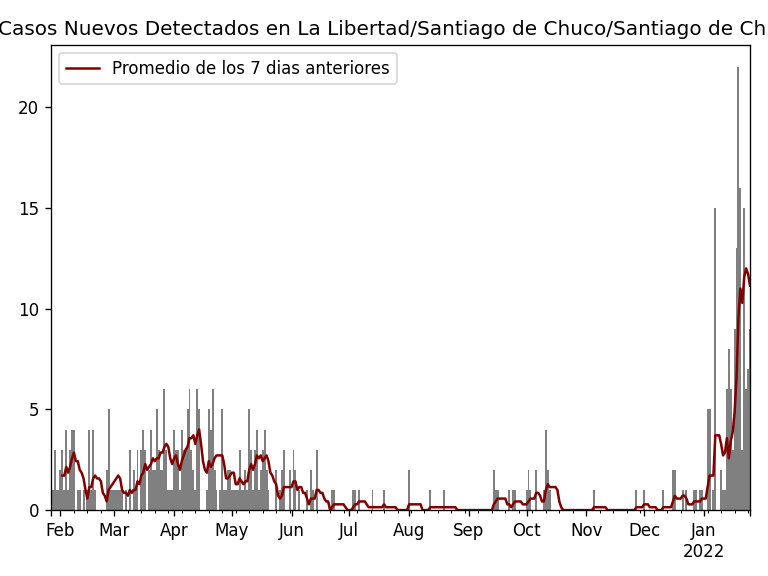 Casos Nuevos Detectados en La Libertad/Santiago de Chuco/Santiago de Ch
Promedio de los 7 dias anteriores
20
15
10
5
0
Feb Mar Apr May Jun Jul Aug Sep Oct Nov Dec Jan
2022